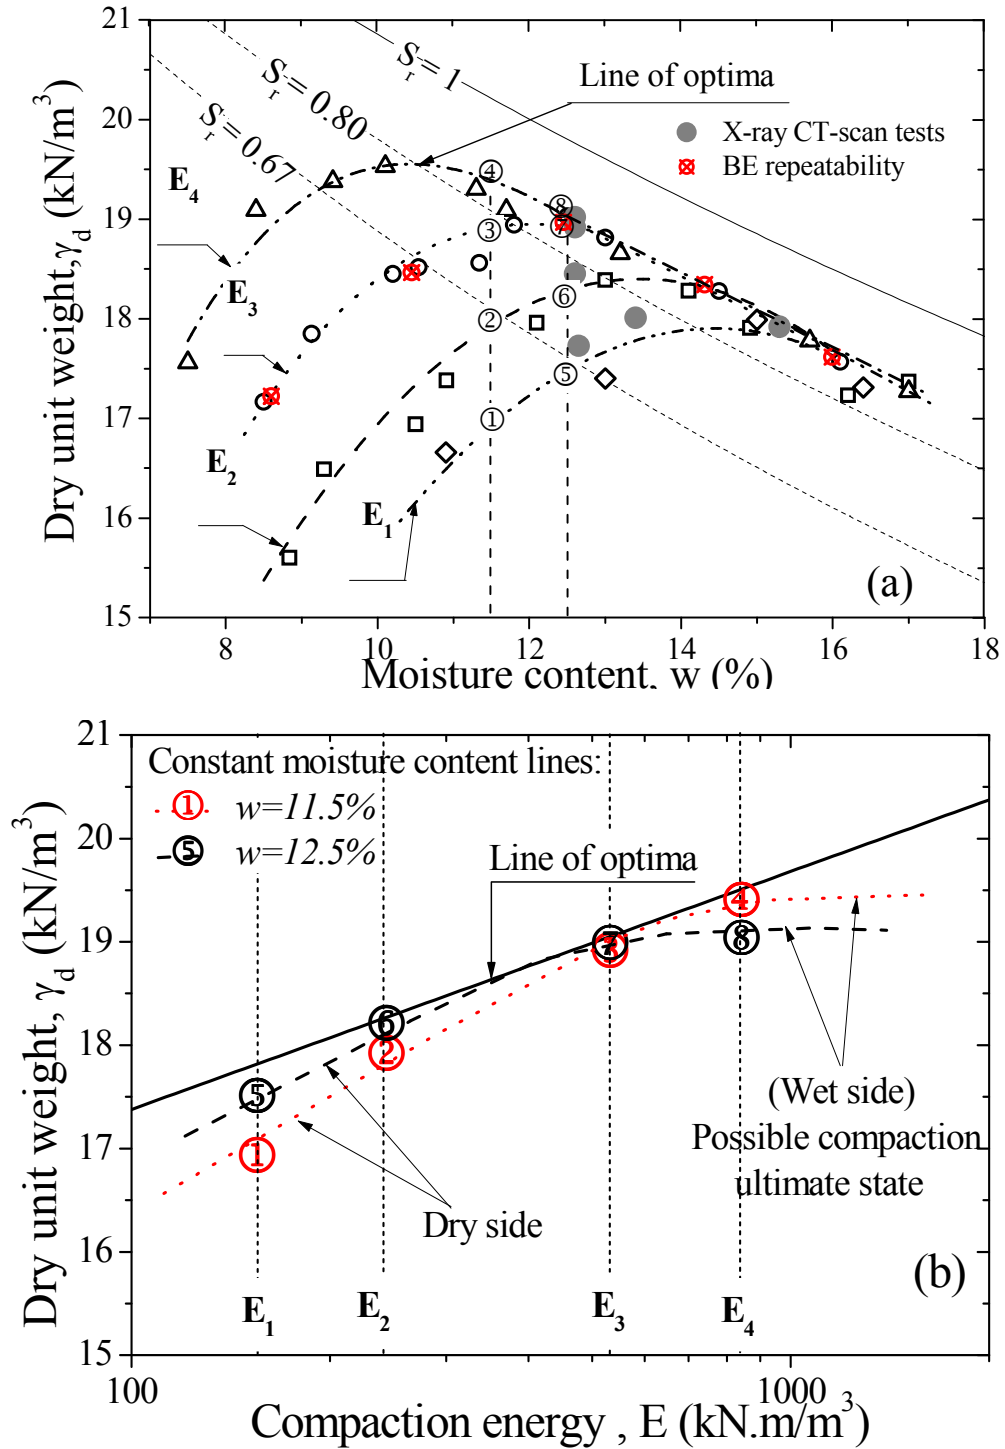 21
20
19
18
17
16
15
8
10
12
14
16
18
Dry unit weight,γd (kN/m³)
Moisture content, w (%)
Sr= 1
Sr= 0.80
Sr= 0.67
Line of optima
X-ray CT-scan tests
BE repeatability
E4
E3
E2
E1
4
8
3
7
6
2
5
1
(a)
21
20
19
18
17
16
15
100
1000
Dry unit weight, γd (kN/m³)
Compaction energy , E (kN.m/m³)
Constant moisture content lines:
1 w=11.5%
5 w=12.5%
Line of optima
4
7
3
8
6
2
5
1
(Wet side)
Possible compaction
ultimate state
Dry side
(b)
E1
E2
E3
E4